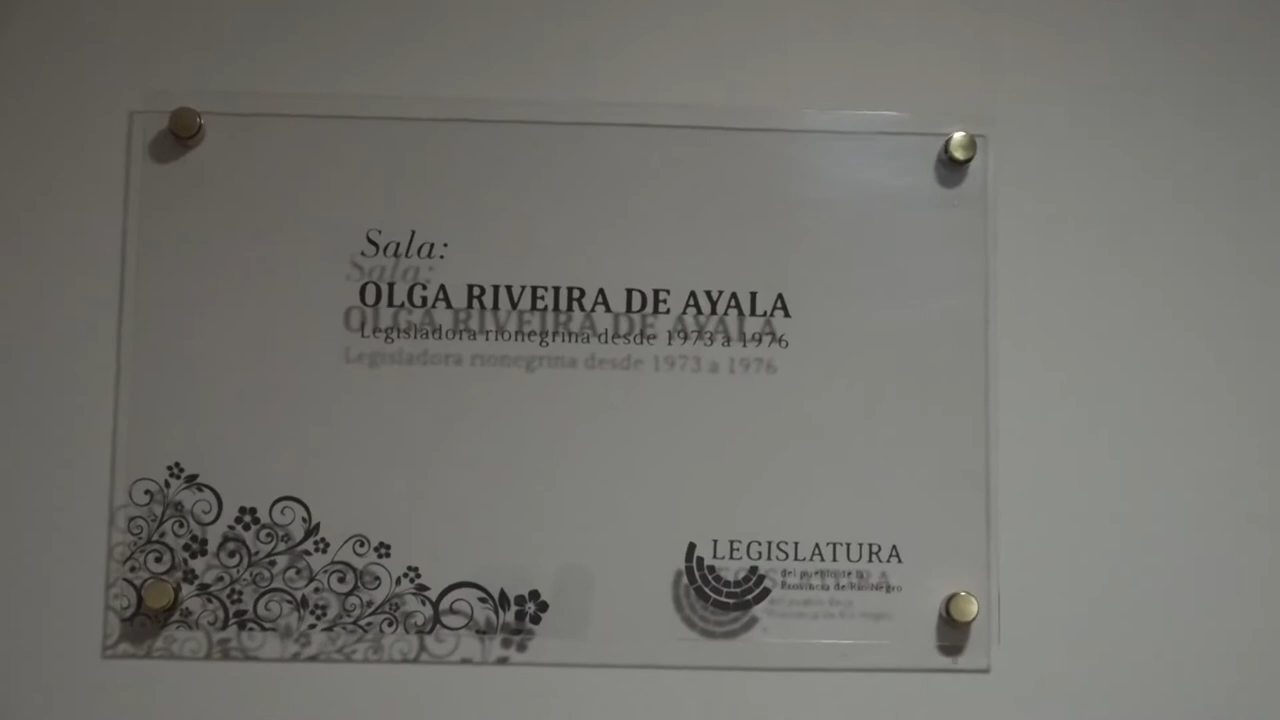 Sala:
OLGA RIVEIRA DE AYALA
Legisladora rionegrina desde 1973 a 1976
LEGISLATURA
del pueblo de la
Provincia de Río Negro